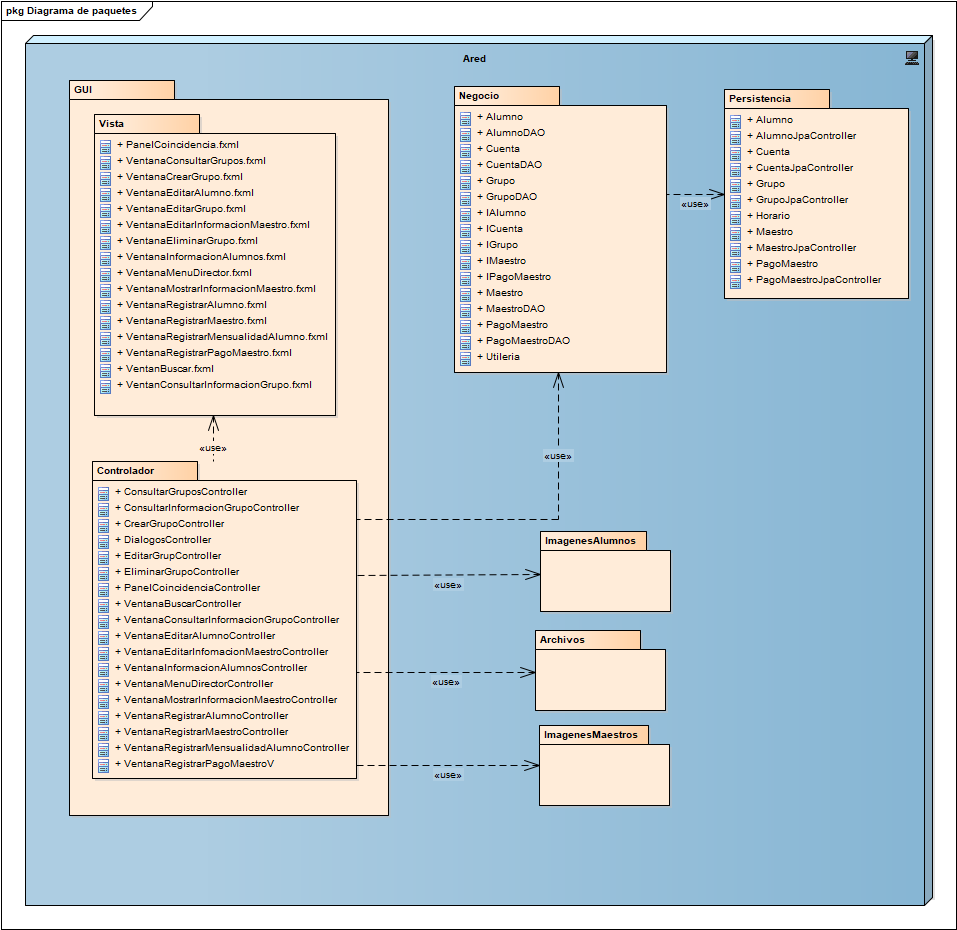 pkg Diagrama de paquetes
Ared
GUI
Vista
+ PanelCoincidencia.fxml
+ VentanaConsultarGrupos.fxml
+ VentanaCrearGrupo.fxml
+ VentanaEditarAlumno.fxml
+ VentanaEditarGrupo.fxml
+ VentanaEditarInformacionMaestro.fxml
+ VentanaEliminarGrupo.fxml
+ VentanaInformacionAlumnos.fxml
+ VentanaMenuDirector.fxml
+ VentanaMostrarInformacionMaestro.fxml
+ VentanaRegistrarAlumno.fxml
+ VentanaRegistrarMaestro.fxml
+ VentanaRegistrarMensualidadAlumno.fxml
+ VentanaRegistrarPagoMaestro.fxml
+ VentanBuscar.fxml
+ VentanConsultarInformacionGrupo.fxml
«use»
Controlador
+ ConsultarGruposController
+ ConsultarInformacionGrupoController
+ CrearGrupoController
+ DialogosController
+ EditarGrupController
+ EliminarGrupoController
+ PanelCoincidenciaController
+ VentanaBuscarController
+ VentanaConsultarInformacionGrupoController
+ VentanaEditarAlumnoController
+ VentanaEditarInfomacionMaestroController
+ VentanaInformacionAlumnosController
+ VentanaMenuDirectorController
+ VentanaMostrarInformacionMaestroController
+ VentanaRegistrarAlumnoController
+ VentanaRegistrarMaestroController
+ VentanaRegistrarMensualidadAlumnoController
+ VentanaRegistrarPagoMaestroV
Negocio
+ Alumno
+ AlumnoDAO
+ Cuenta
+ CuentaDAO
+ Grupo
+ GrupoDAO
+ IAlumno
+ ICuenta
+ IGrupo
+ IMaestro
+ IPagoMaestro
+ Maestro
+ MaestroDAO
+ PagoMaestro
+ PagoMaestroDAO
+ Utileria
«use»
Persistencia
+ Alumno
+ AlumnoJpaController
+ Cuenta
+ CuentaJpaController
+ Grupo
+ GrupoJpaController
+ Horario
+ Maestro
+ MaestroJpaController
+ PagoMaestro
+ PagoMaestroJpaController
«use»
ImagenesAlumnos
«use»
Archivos
«use»
ImagenesMaestros
«use»